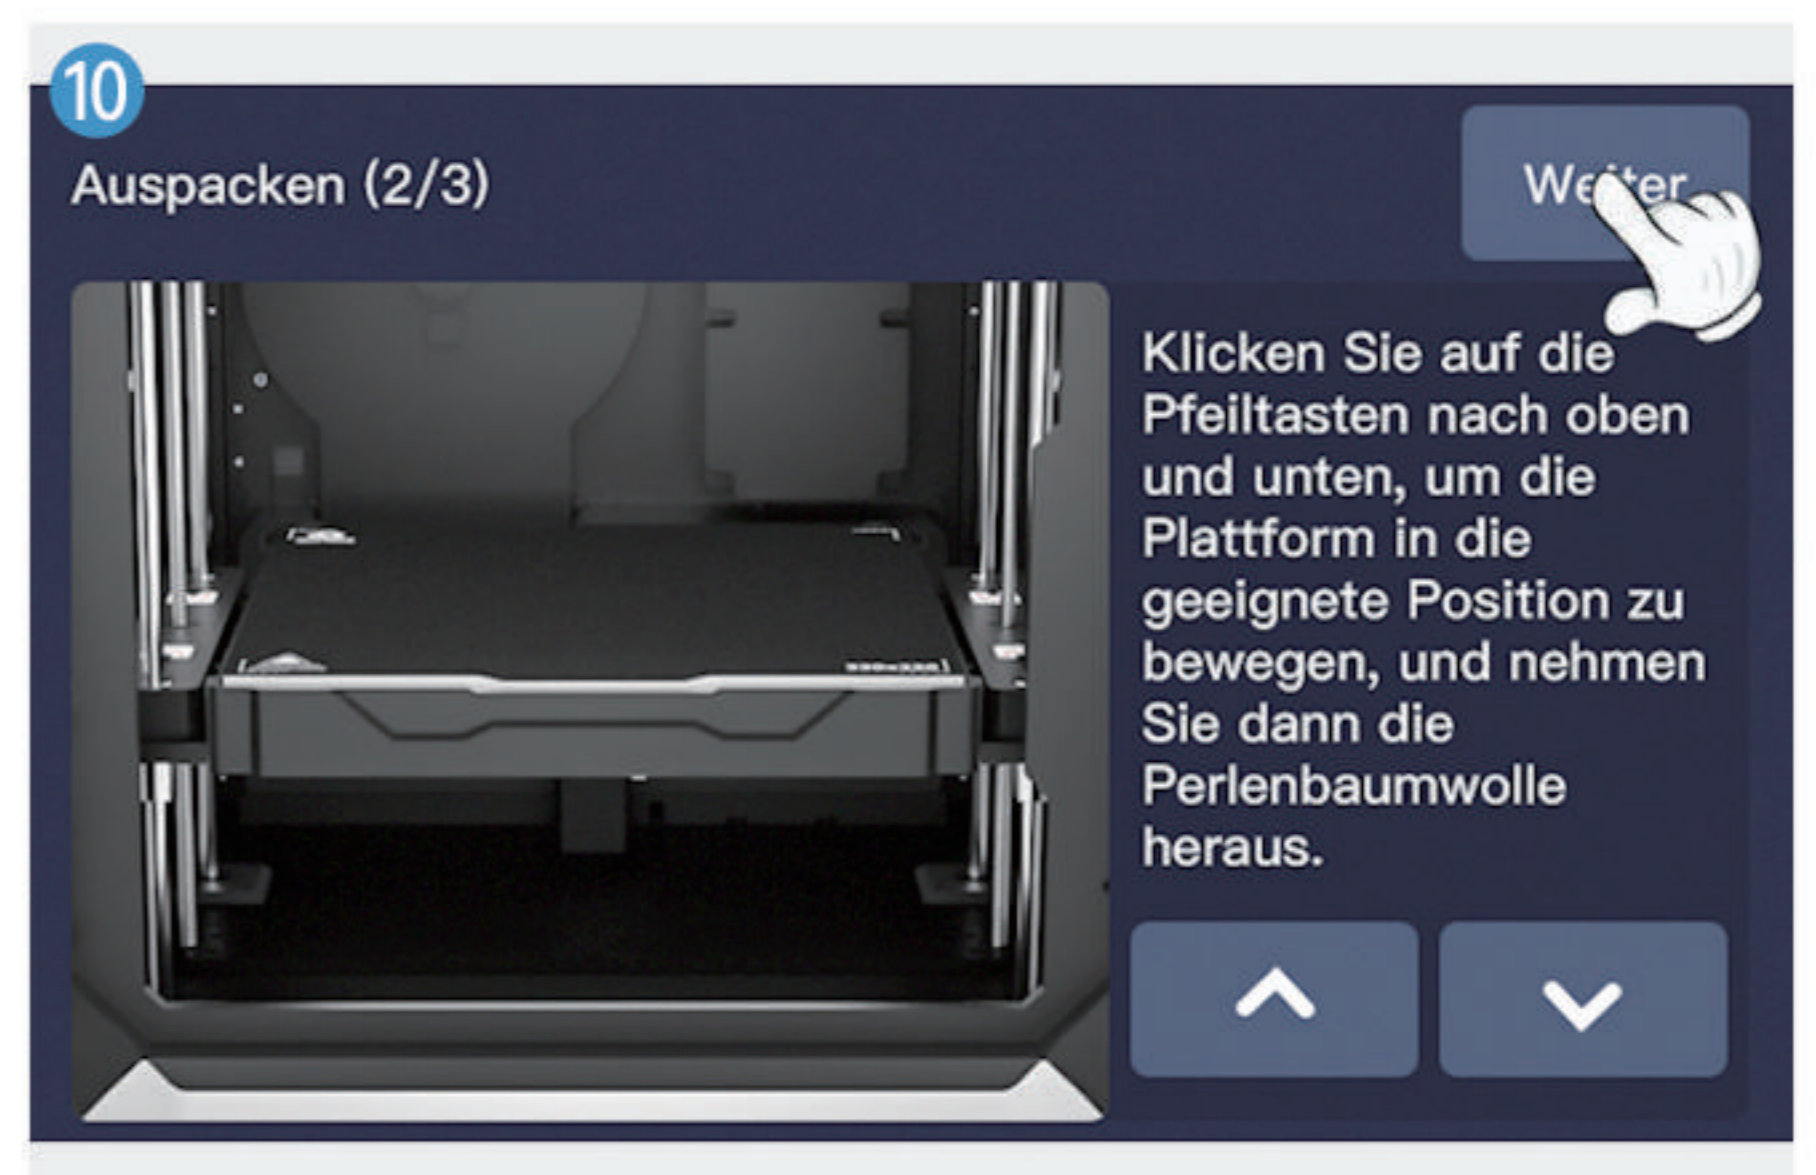 10
Auspacken (2/3)
Weiter
Klicken Sie auf die
Pfeiltasten nach oben
und unten, um die
Plattform in die
geeignete Position zu
bewegen, und nehmen
Sie dann die
Perlenbaumwolle
heraus.